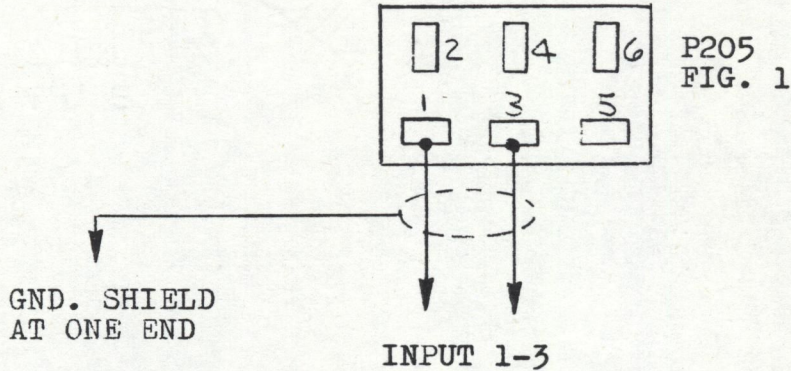 2 4 6
1 3 5
P205
FIG. 1
GND. SHIELD
AT ONE END
INPUT 1-3